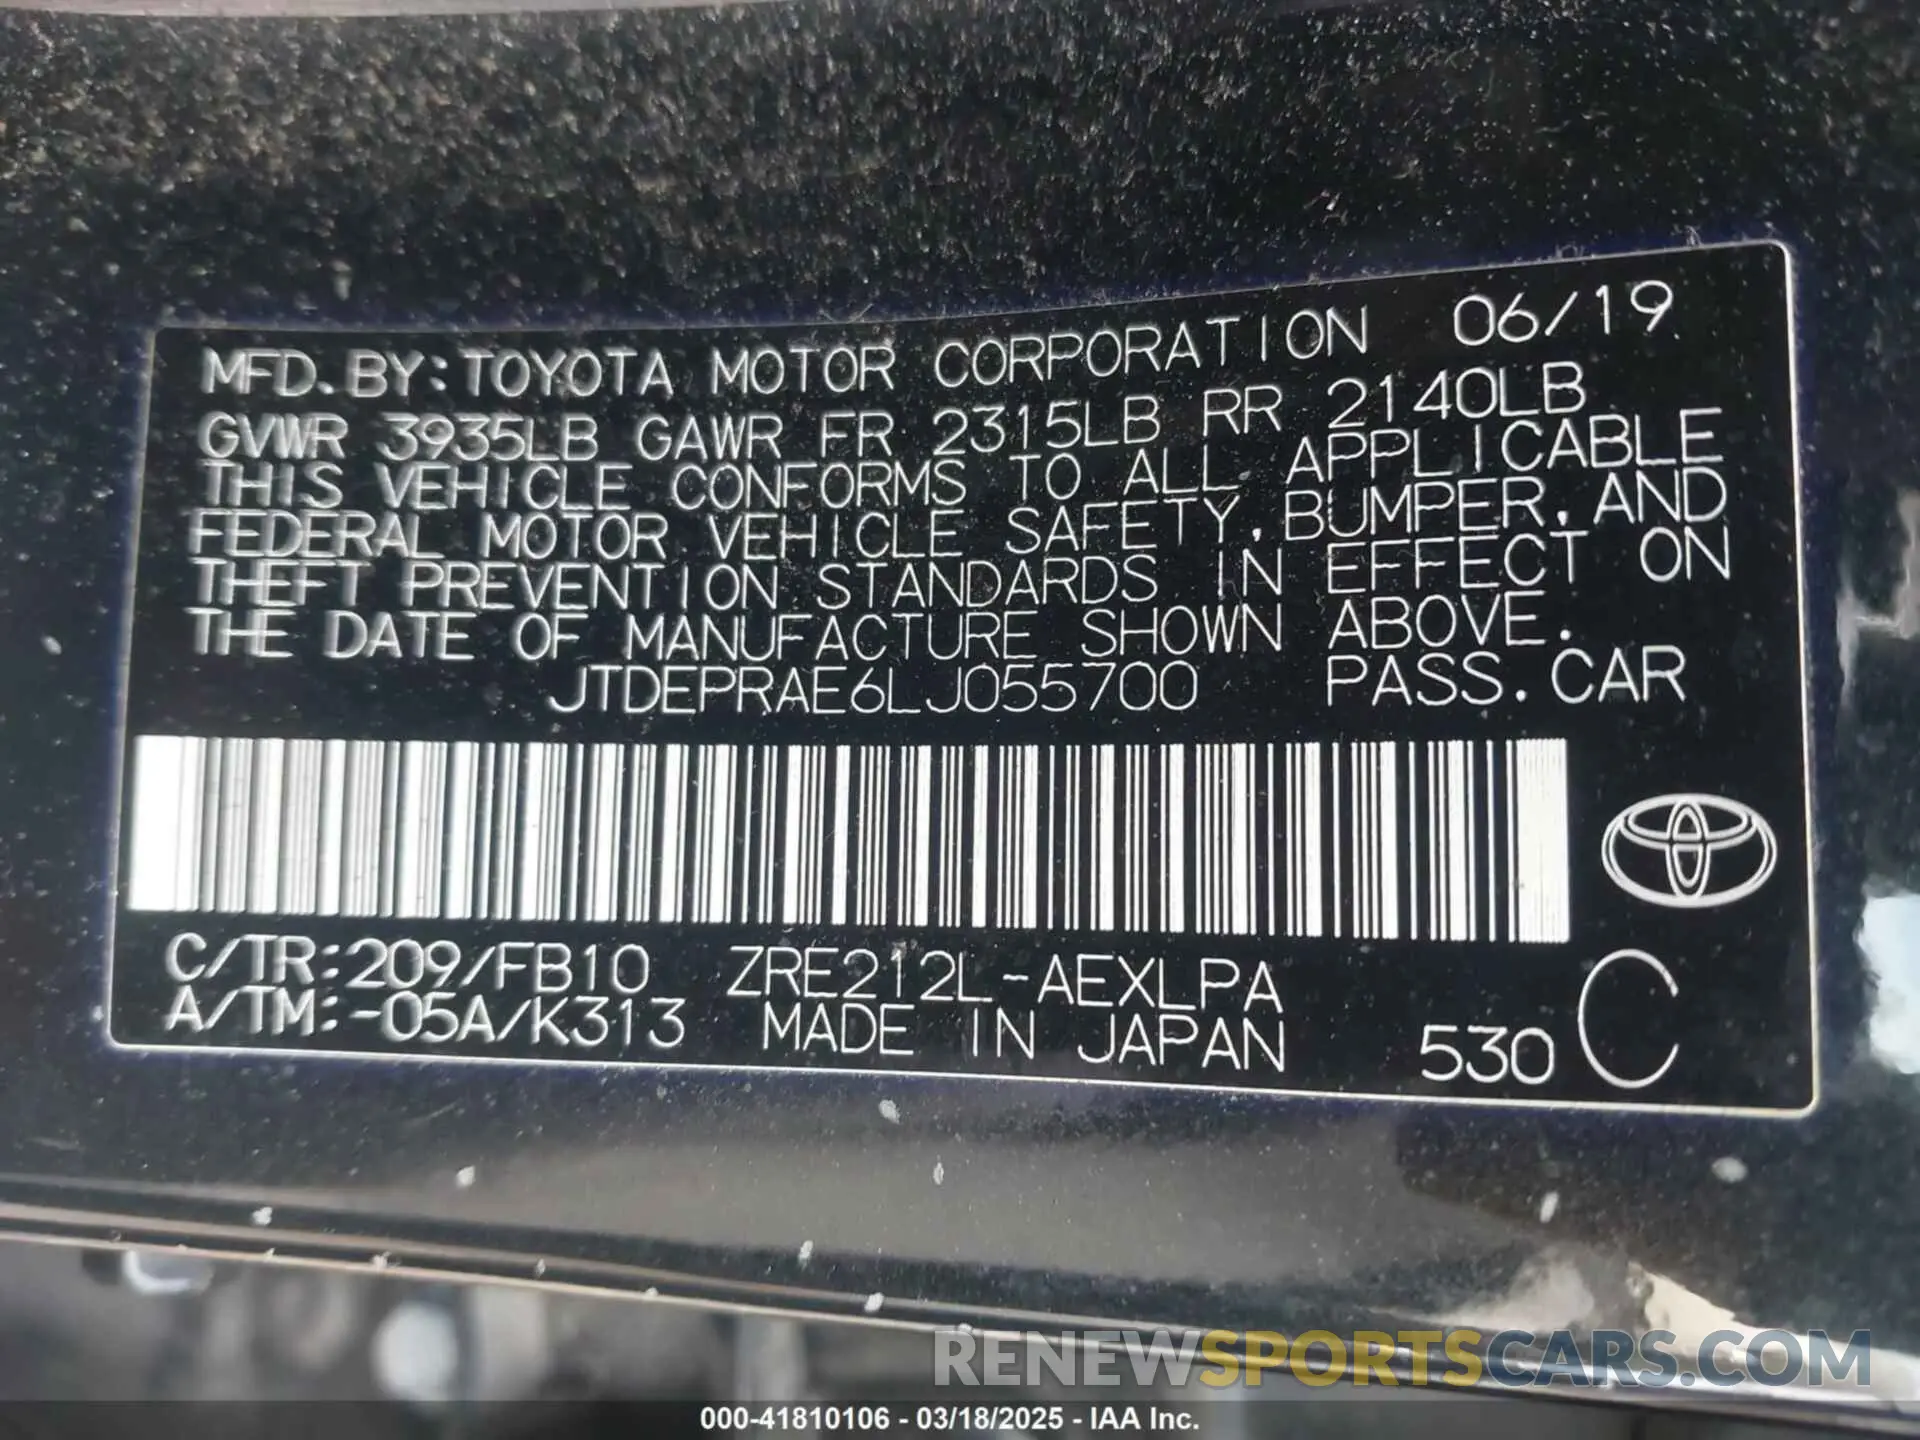 MFD. BY: TOYOTA MOTOR CORPORATION 06/19
GVWR 3935LB GAWR FR 2315LB RR 2140LB
THIS VEHICLE CONFORMS TO ALL APPLICABLE
FEDERAL MOTOR VEHICLE SAFETY, BUMPER, AND
THEFT PREVENTION STANDARDS IN EFFECT ON
THE DATE OF MANUFACTURE SHOWN ABOVE.
JTDEPRAE6LJ055700 PASS. CAR
C/TR: 209/FB10 ZRE212L-AEXLPA
A/TM: -05A/K313 MADE IN JAPAN 530 C
RENEWSPORTSCARS.COM
000-41810106 - 03/18/2025 - IAA Inc.